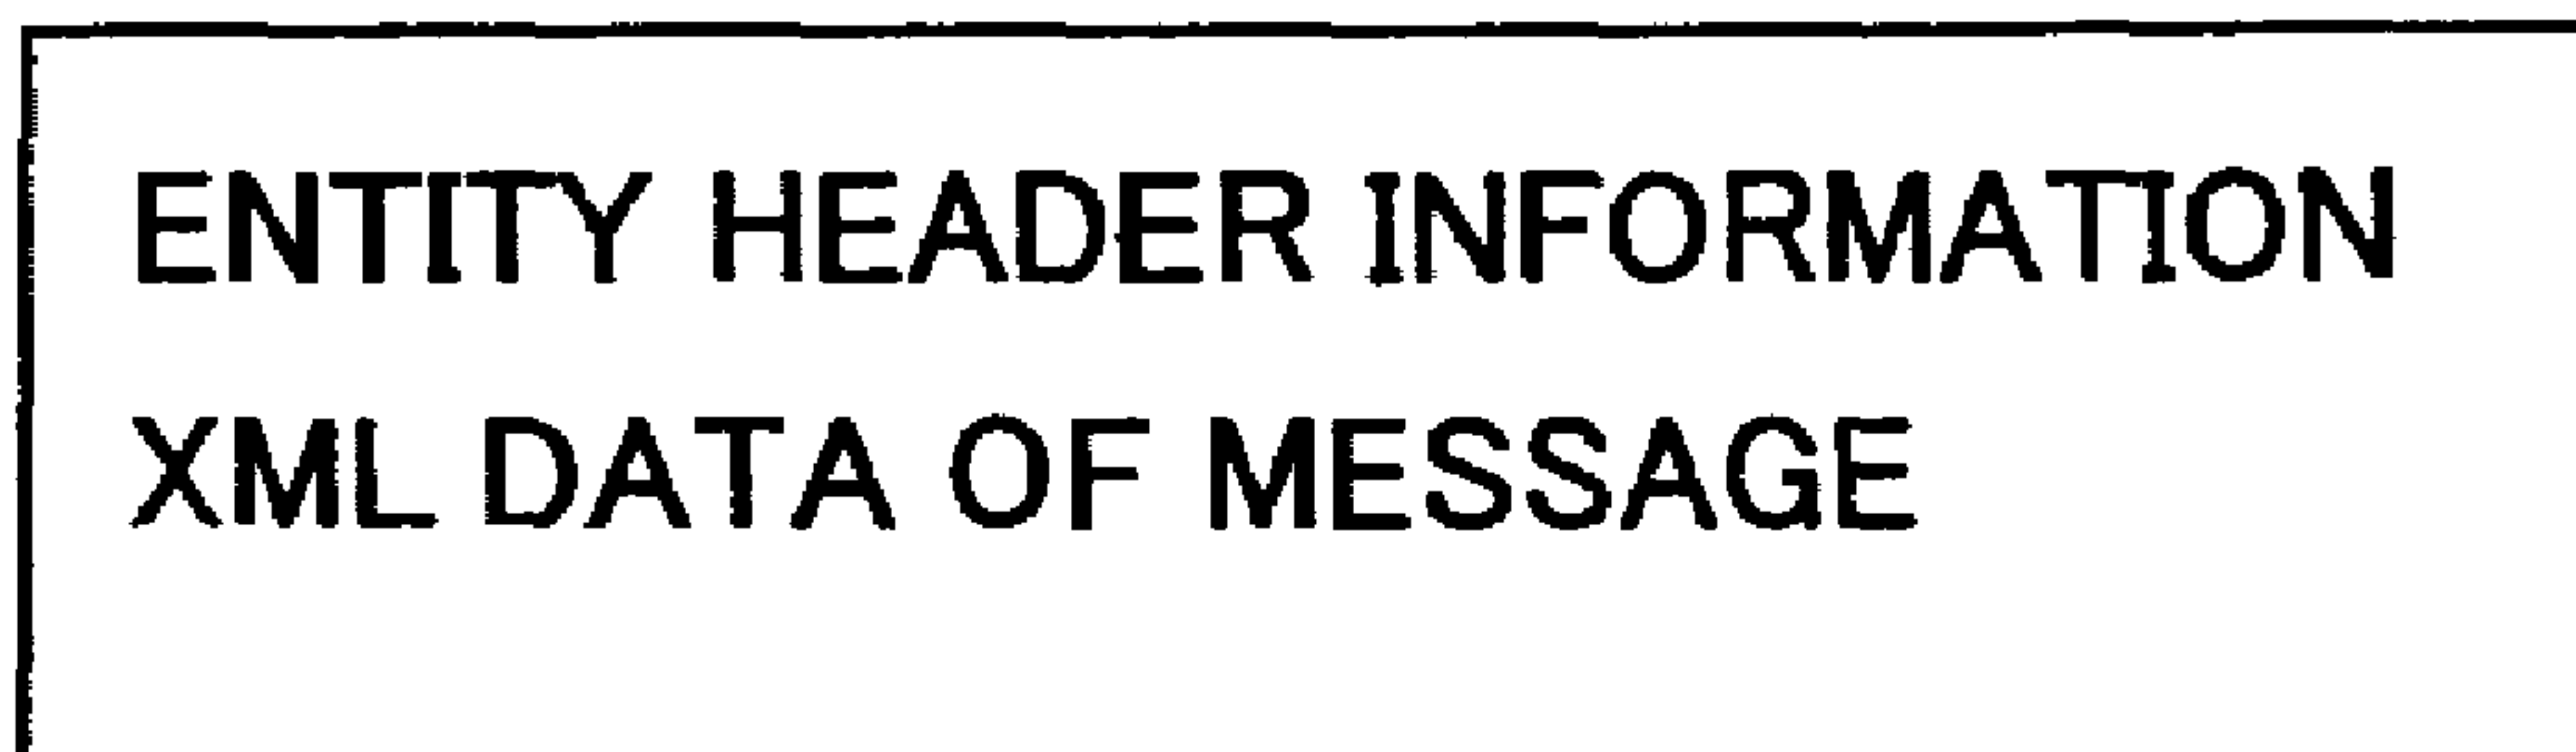 ENTITY HEADER INFORMATION
XML DATA OF MESSAGE